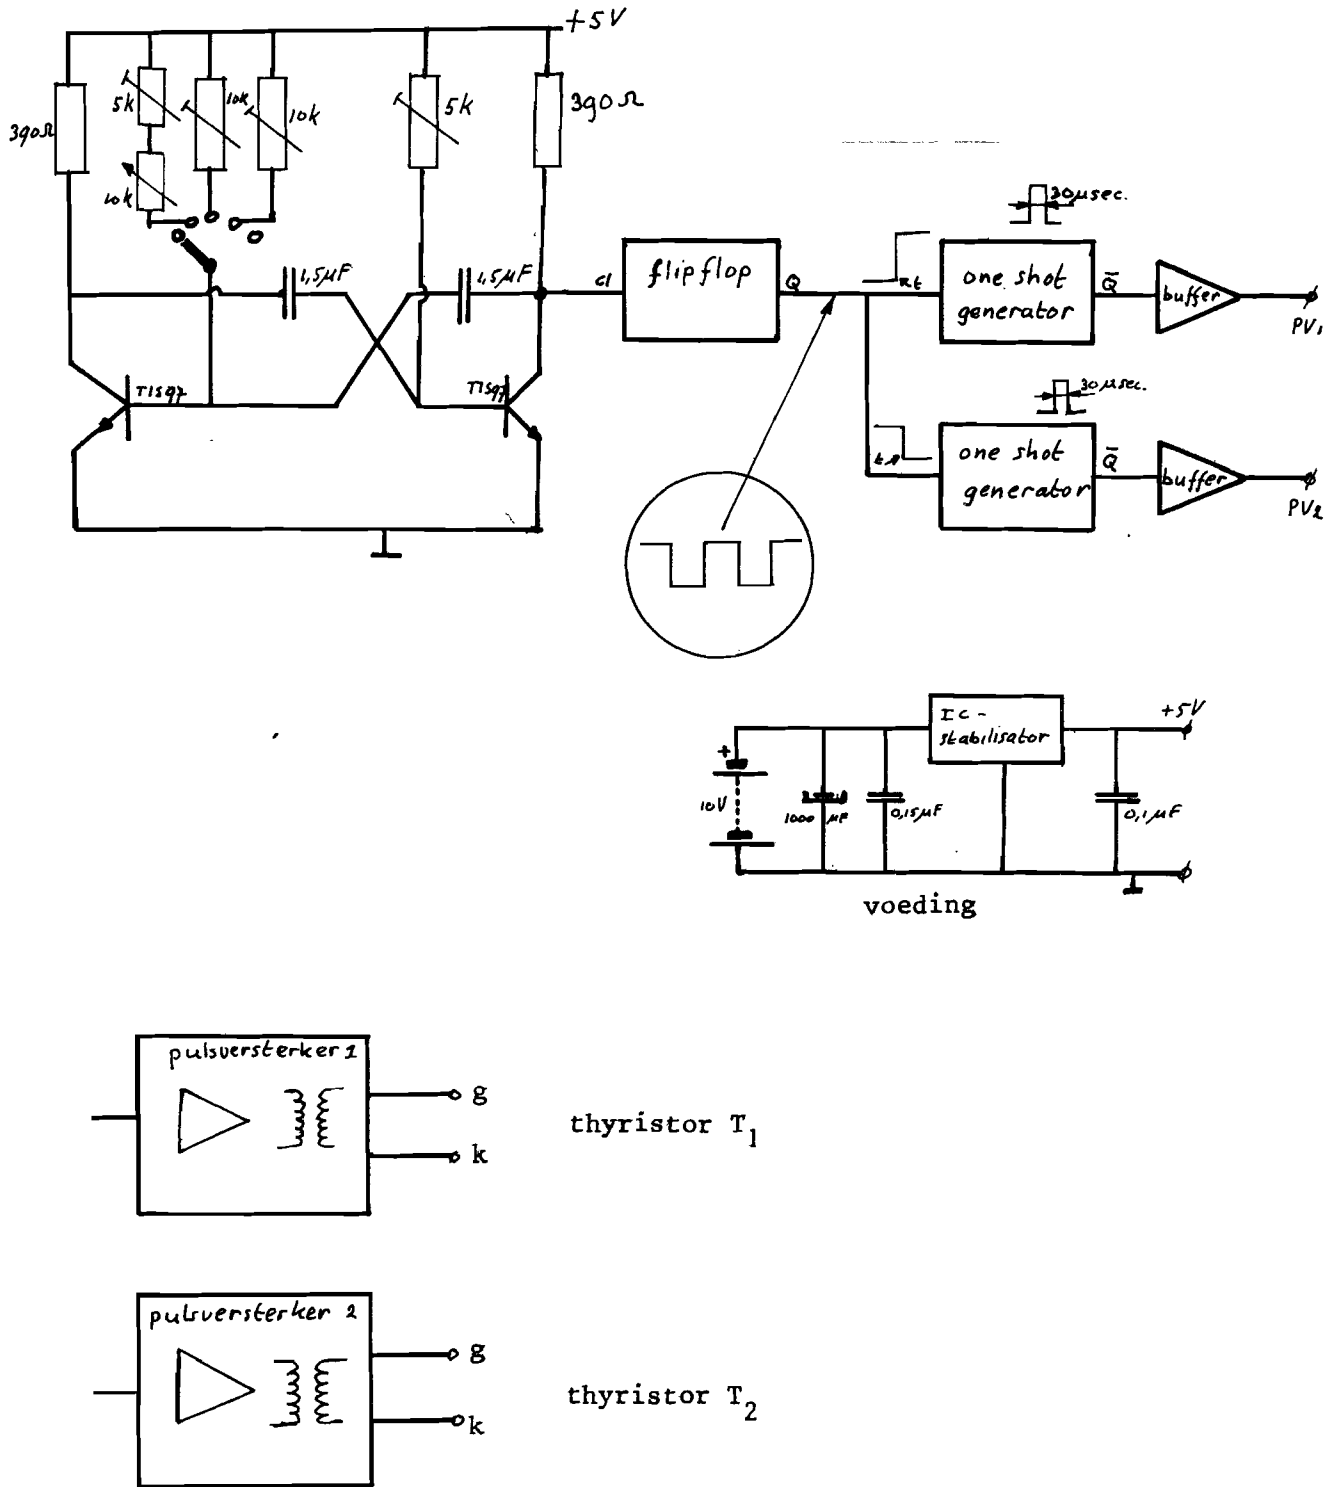 +5V
390Ω
5k
10k
10k
10k
5k
390Ω
1,5µF
1,5µF
TIS97
TIS97
cl
flipflop
Q
30µsec.
Rt
one shot
generator
Q̅
buffer
PV1
30µsec.
one shot
generator
Q̅
buffer
PV2
IC-
stabilisator
+5V
+
10V
1000 µF
0,15µF
0,1µF
voeding
pulsversterker 1
g
k
thyristor T1
pulsversterker 2
g
k
thyristor T2